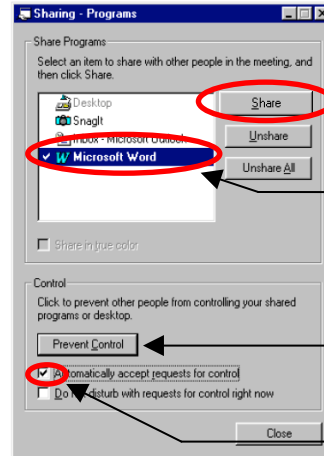 Sharing - Programs
Share Programs
Select an item to share with other people in the meeting, and
then click Share.
Desktop
SnagIt
Inbox - Microsoft Outlook
Microsoft Word
Share
Unshare
Unshare All
Share in true color
Control
Click to prevent other people from controlling your shared
programs or desktop.
Prevent Control
Automatically accept requests for control
Do not disturb with requests for control right now
Close